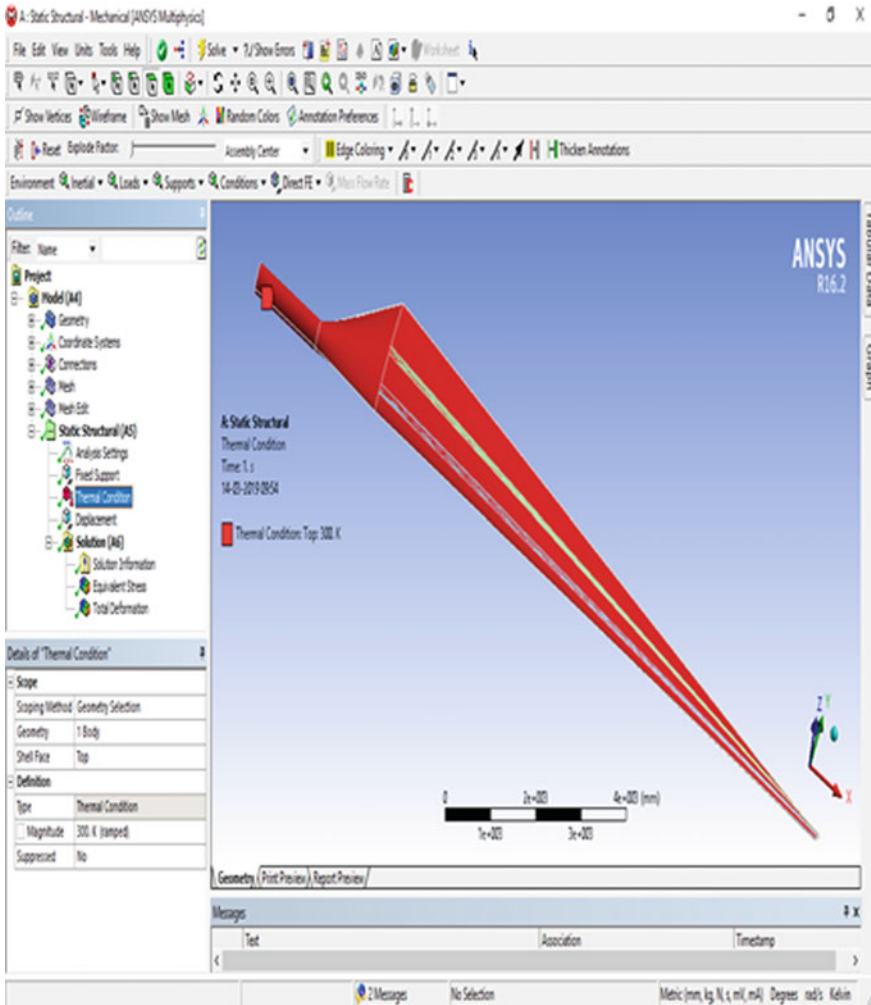 A : Static Structural - Mechanical [ANSYS Multiphysics]
File Edit View Units Tools Help Solve ?/Show Errors Worksheet
Show Vertices Wireframe Show Mesh Random Colors Annotation Preferences
Reset Explode Factor: Assembly Center Edge Coloring Thicken Annotations
Environment Inertial Loads Supports Conditions Direct FE Mass Flow Rate
Outline
Filter: Name
Project
Model (A4)
Geometry
Coordinate Systems
Connections
Mesh
Mesh Edit
Static Structural (A5)
Analysis Settings
Fixed Support
Thermal Condition
Displacement
Solution (A6)
Solution Information
Equivalent Stress
Total Deformation
Details of "Thermal Condition"
Scope
Scoping Method Geometry Selection
Geometry 1 Body
Shell Face Top
Definition
Type Thermal Condition
Magnitude 300. K (ramped)
Suppressed No
ANSYS
R16.2
A: Static Structural
Thermal Condition
Time: 1. s
14-03-2019 09:54
Thermal Condition: Top: 300. K
0 2e+003 4e+003 (mm)
1e+003 3e+003
Z Y
X
Geometry Print Preview Report Preview
Messages
Text Association Timestamp
Tabular Data
Graph
2 Messages No Selection Metric (mm, kg, N, s, mV, mA) Degrees rad/s Kelvin